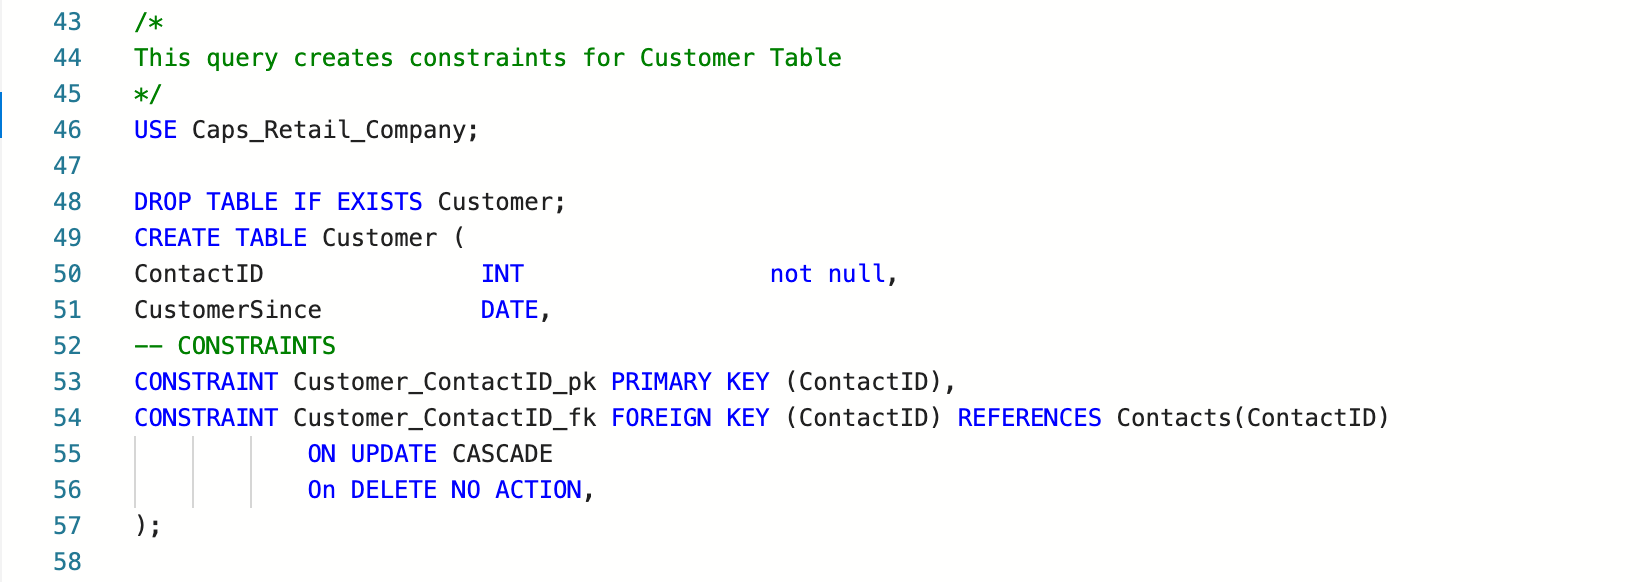 43 /*
44 This query creates constraints for Customer Table
45 */
46 USE Caps_Retail_Company;
47
48 DROP TABLE IF EXISTS Customer;
49 CREATE TABLE Customer (
50 ContactID INT not null,
51 CustomerSince DATE,
52 -- CONSTRAINTS
53 CONSTRAINT Customer_ContactID_pk PRIMARY KEY (ContactID),
54 CONSTRAINT Customer_ContactID_fk FOREIGN KEY (ContactID) REFERENCES Contacts(ContactID)
55 ON UPDATE CASCADE
56 On DELETE NO ACTION,
57 );
58